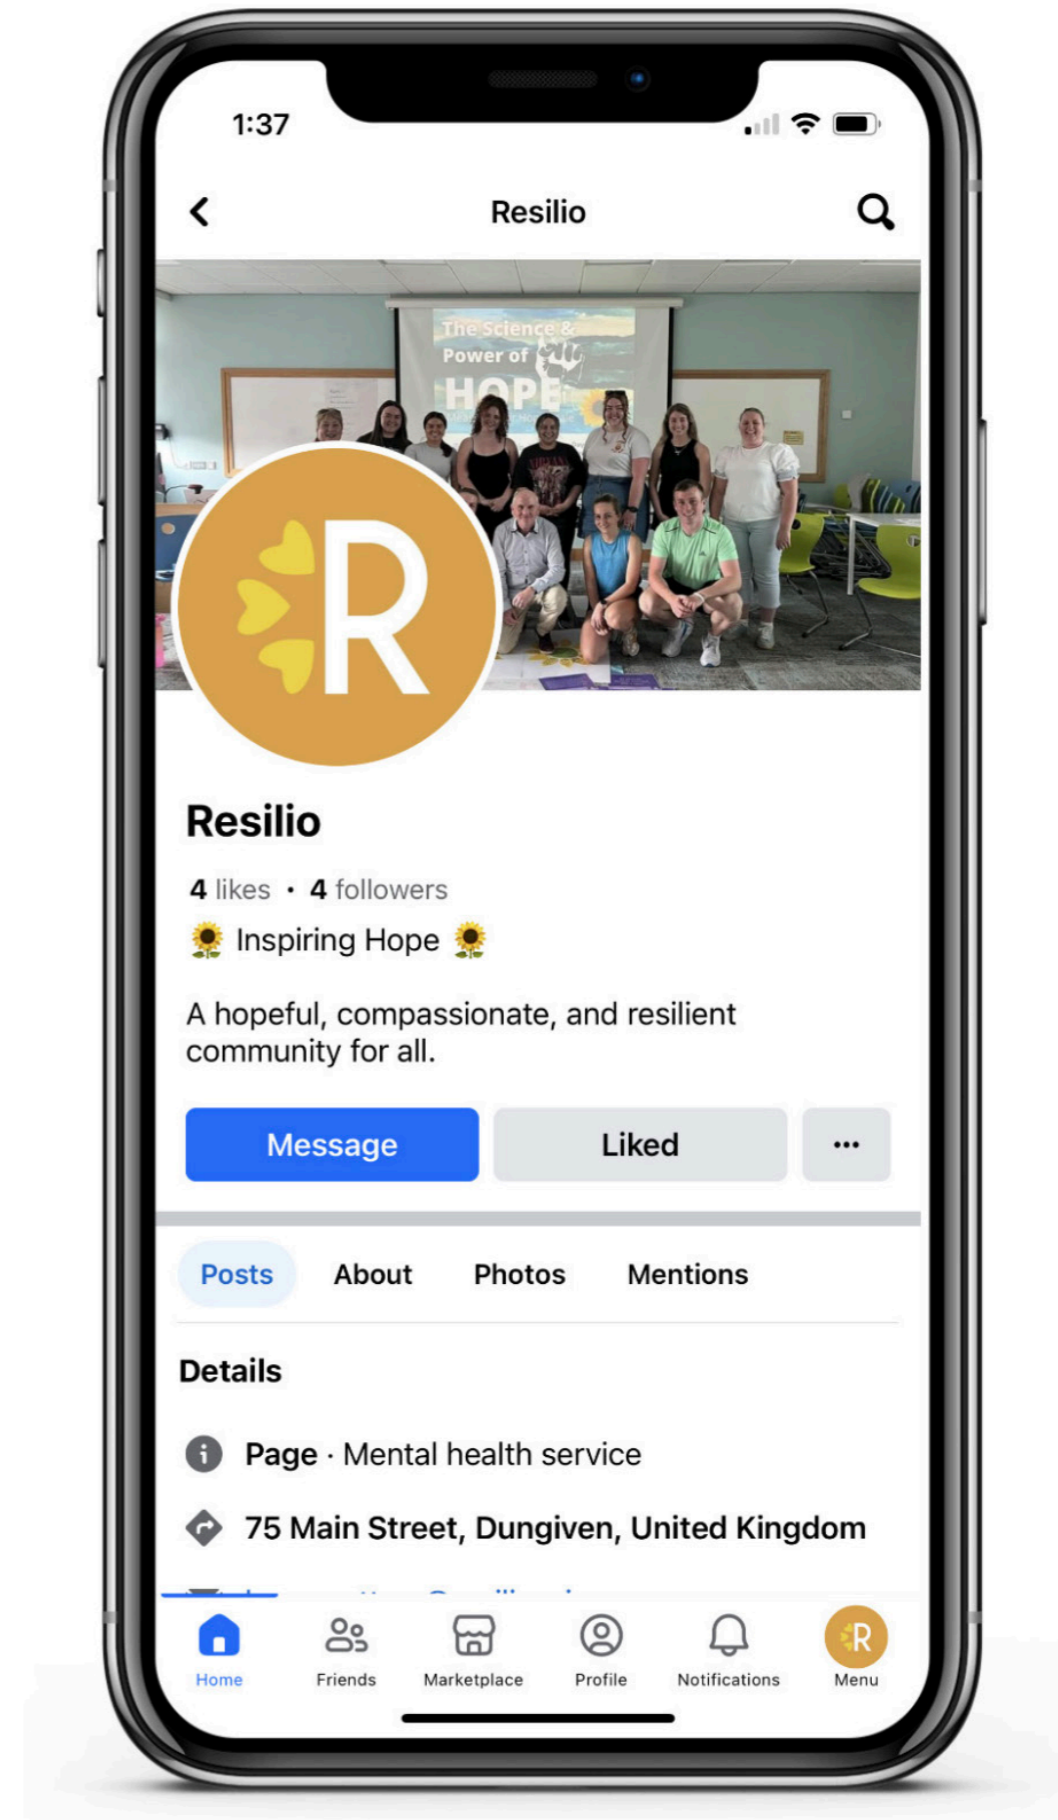 1:37
Resilio
The Science &
Power of
HOPE
R
Resilio
4 likes · 4 followers
🌻 Inspiring Hope 🌻
A hopeful, compassionate, and resilient
community for all.
Message
Liked
Posts
About
Photos
Mentions
Details
Page · Mental health service
75 Main Street, Dungiven, United Kingdom
Home
Friends
Marketplace
Profile
Notifications
R
Menu